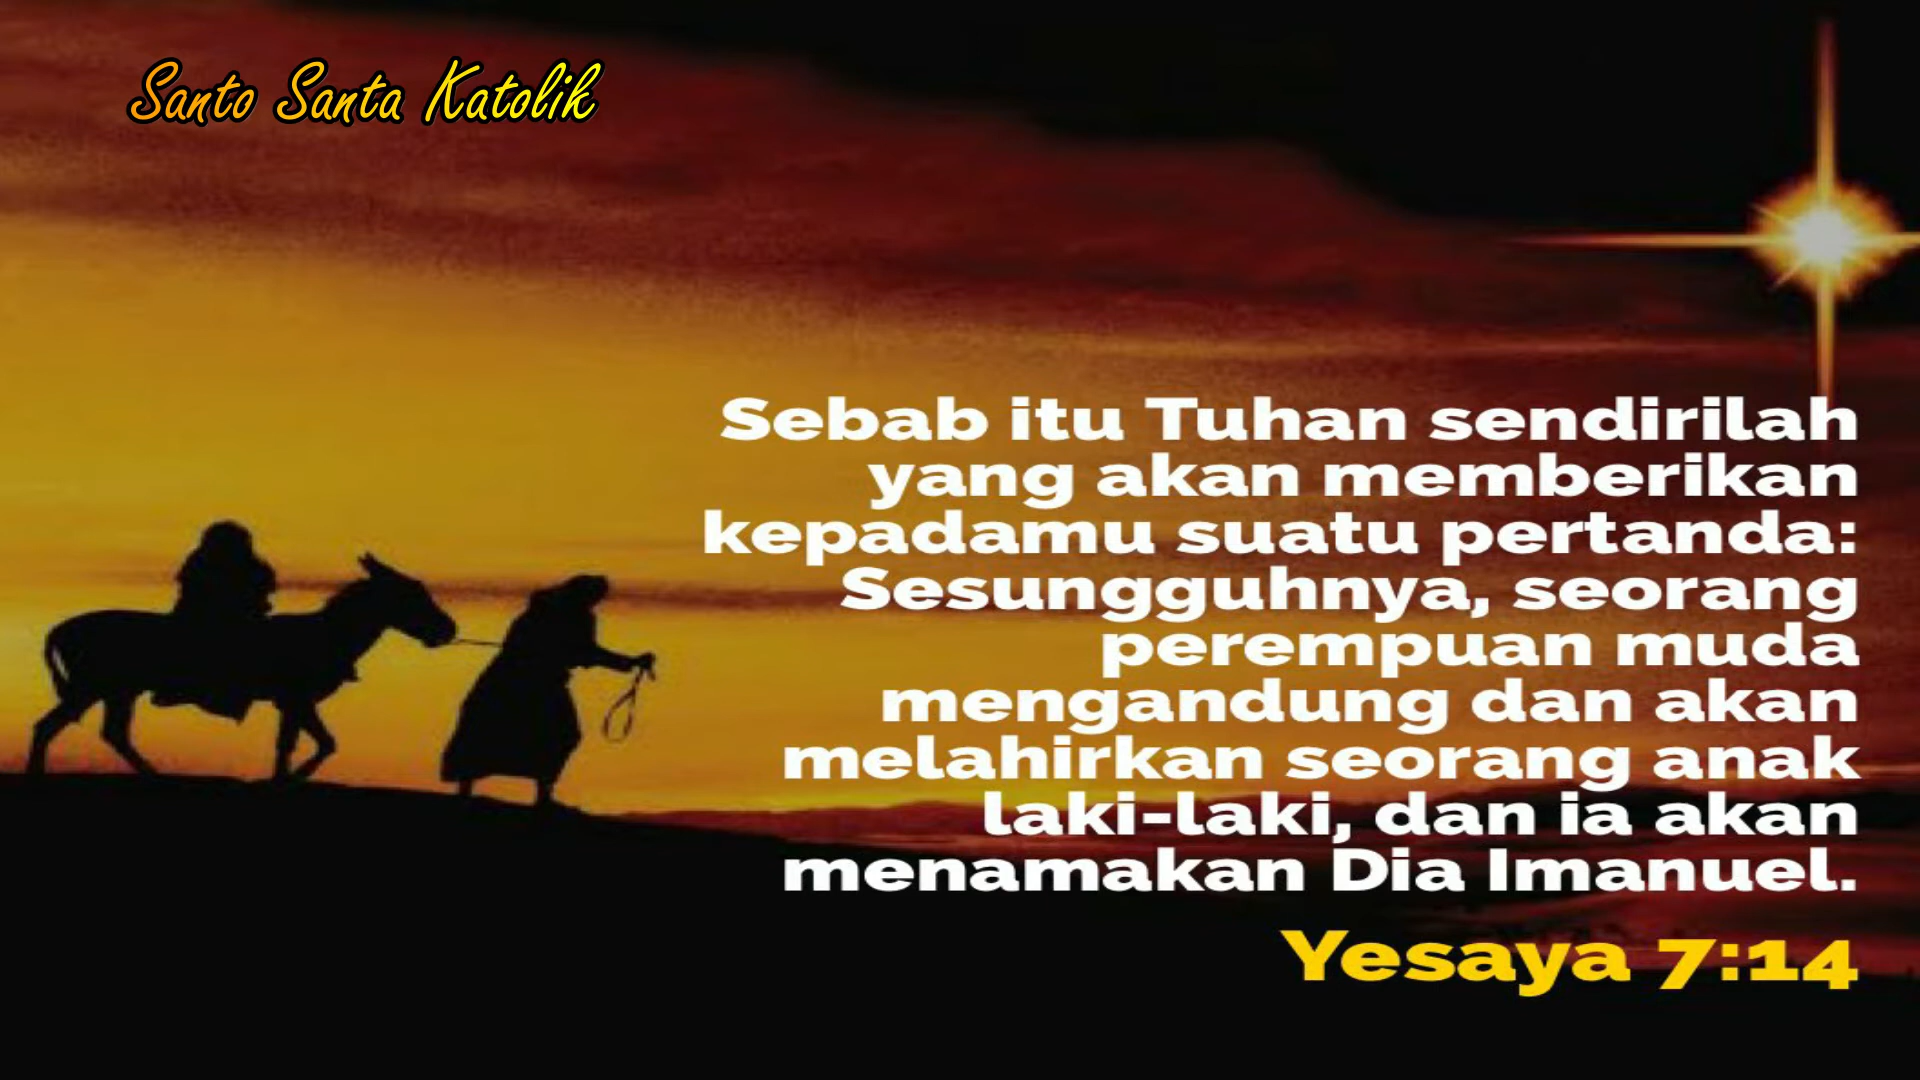 Santo Santa Katolik
Sebab itu Tuhan sendirilah
yang akan memberikan
kepadamu suatu pertanda:
Sesungguhnya, seorang
perempuan muda
mengandung dan akan
melahirkan seorang anak
laki-laki, dan ia akan
menamakan Dia Imanuel.
Yesaya 7:14